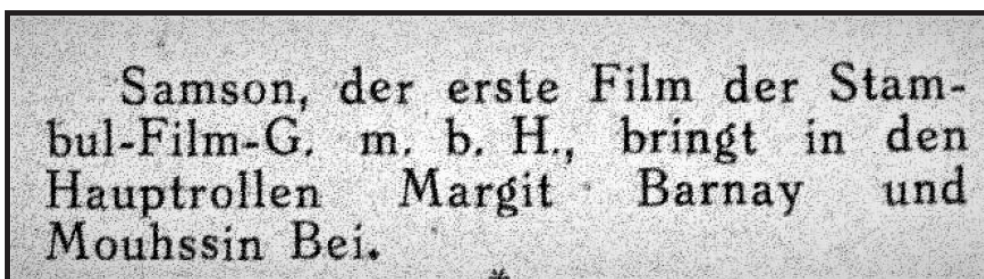 Samson, der erste Film der Stam-
bul-Film-G. m. b. H., bringt in den
Hauptrollen Margit Barnay und
Mouhssin Bei.
*